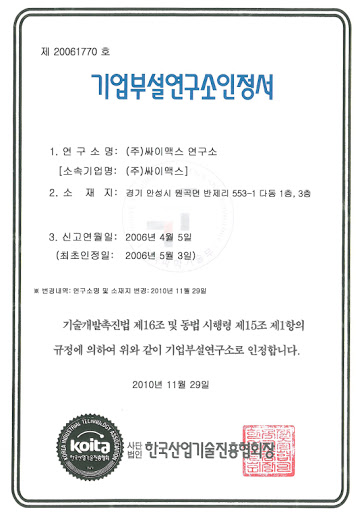 제 20061770 호
기업부설연구소인정서
1. 연 구 소 명: (주)싸이맥스 연구소
[소속기업명: (주)싸이맥스]
2. 소 재 지: 경기 안성시 원곡면 반제리 553-1 다동 1층, 3층
3. 신고연월일: 2006년 4월 5일
(최초인정일: 2006년 5월 3일)
※ 변경내역: 연구소명 및 소재지 변경: 2010년 11월 29일
기술개발촉진법 제16조 및 동법 시행령 제15조 제1항의
규정에 의하여 위와 같이 기업부설연구소로 인정합니다.
2010년 11월 29일
KOREA INDUSTRIAL TECHNOLOGY ASSOCIATION
koita
한국산업기술진흥협회
사단법인 한국산업기술진흥협회장